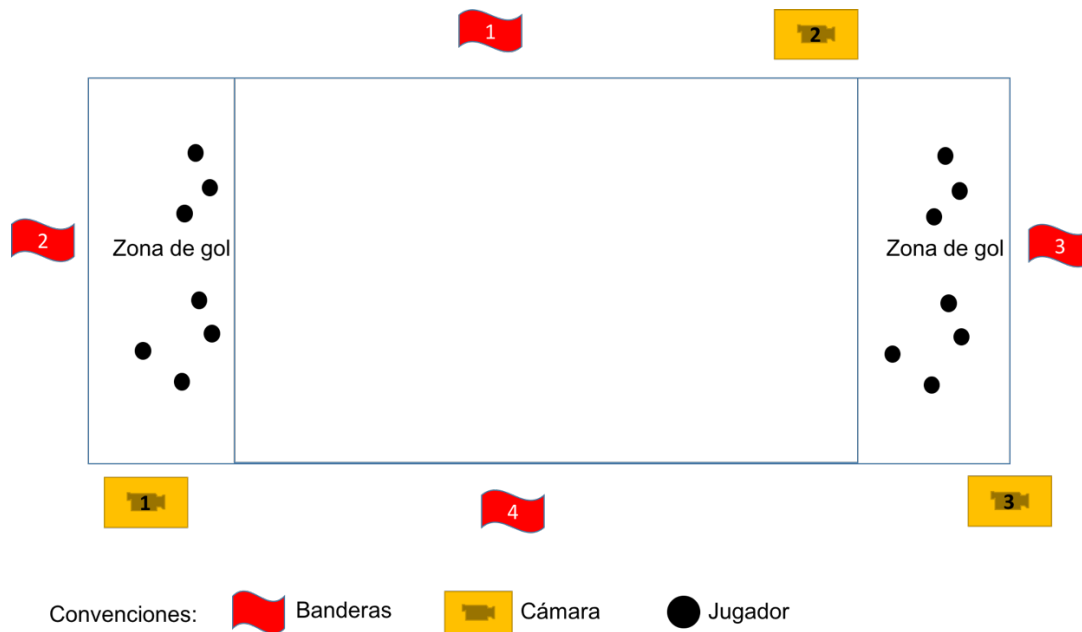 1
2
2
Zona de gol
Zona de gol
3
1
4
3
Convenciones:
Banderas
Cámara
Jugador